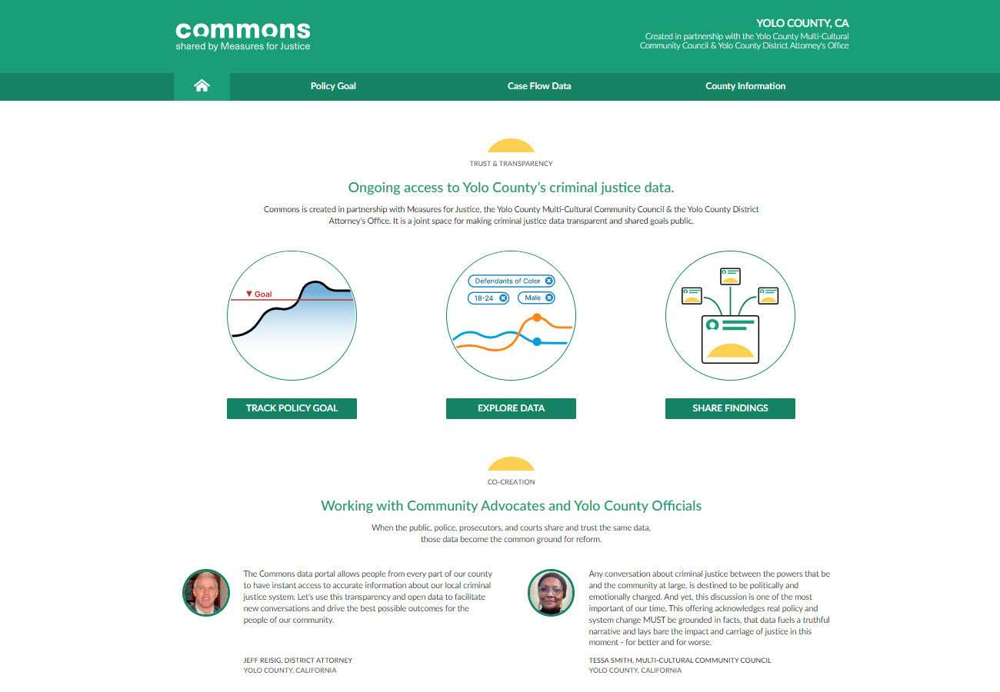 commons
shared by Measures for Justice
YOLO COUNTY, CA
Created in partnership with the Yolo County Multi-Cultural
Community Council & Yolo County District Attorney's Office
Policy Goal
Case Flow Data
County Information
TRUST & TRANSPARENCY
Ongoing access to Yolo County's criminal justice data.
Commons is created in partnership with Measures for Justice, the Yolo County Multi-Cultural Community Council & the Yolo County District
Attorney's Office. It is a joint space for making criminal justice data transparent and shared goals public.
Goal
Defendants of Color
18-24
Male
TRACK POLICY GOAL
EXPLORE DATA
SHARE FINDINGS
CO-CREATION
Working with Community Advocates and Yolo County Officials
When the public, police, prosecutors, and courts share and trust the same data,
those data become the common ground for reform.
The Commons data portal allows people from every part of our county
to have instant access to accurate information about our local criminal
justice system. Let's use this transparency and open data to facilitate
new conversations and drive the best possible outcomes for the
people of our community.
JEFF REISIG, DISTRICT ATTORNEY
YOLO COUNTY, CALIFORNIA
Any conversation about criminal justice between the powers that be
and the community at large, is destined to be politically and
emotionally charged. And yet, this discussion is one of the most
important of our time. This offering acknowledges real policy and
system change MUST be grounded in facts, that data fuels a truthful
narrative and lays bare the impact and carriage of justice in this
moment - for better and for worse.
TESSA SMITH, MULTI-CULTURAL COMMUNITY COUNCIL
YOLO COUNTY, CALIFORNIA